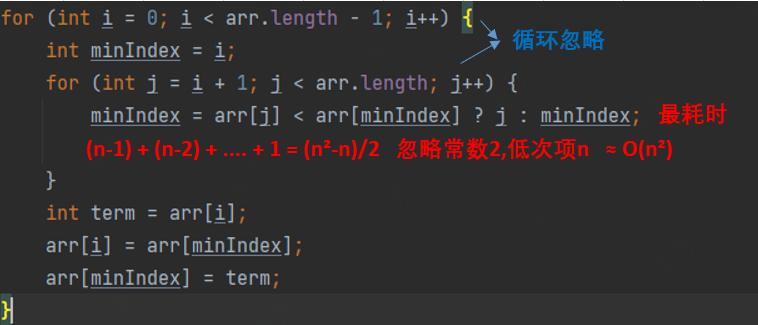 for (int i = 0; i < arr.length - 1; i++) {
循环忽略
int minIndex = i;
for (int j = i + 1; j < arr.length; j++) {
minIndex = arr[j] < arr[minIndex] ? j : minIndex; 最耗时
(n-1) + (n-2) + .... + 1 = (n²-n)/2 忽略常数2,低次项n ≈ O(n²)
}
int term = arr[i];
arr[i] = arr[minIndex];
arr[minIndex] = term;
}